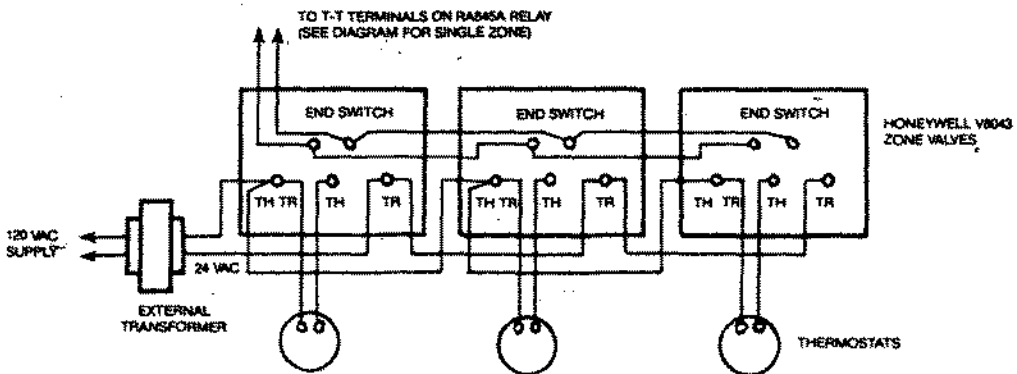 TO T-T TERMINALS ON RA845A RELAY
(SEE DIAGRAM FOR SINGLE ZONE)
END SWITCH
END SWITCH
END SWITCH
HONEYWELL V8043
ZONE VALVES
TH TR
TH
TR
TH TR
TH
TR
TH TR
TH
TR
120 VAC
SUPPLY
24 VAC
EXTERNAL
TRANSFORMER
THERMOSTATS